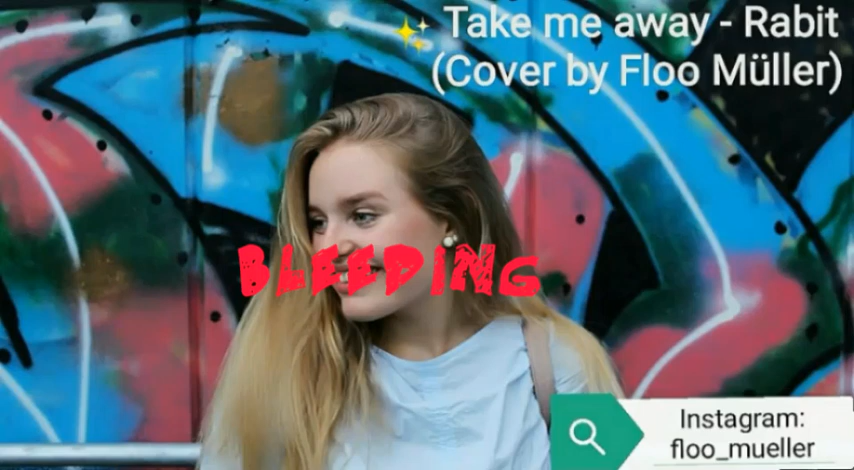 ✨ Take me away - Rabit
(Cover by Floo Müller)
BLEEDING
Instagram:
floo_mueller